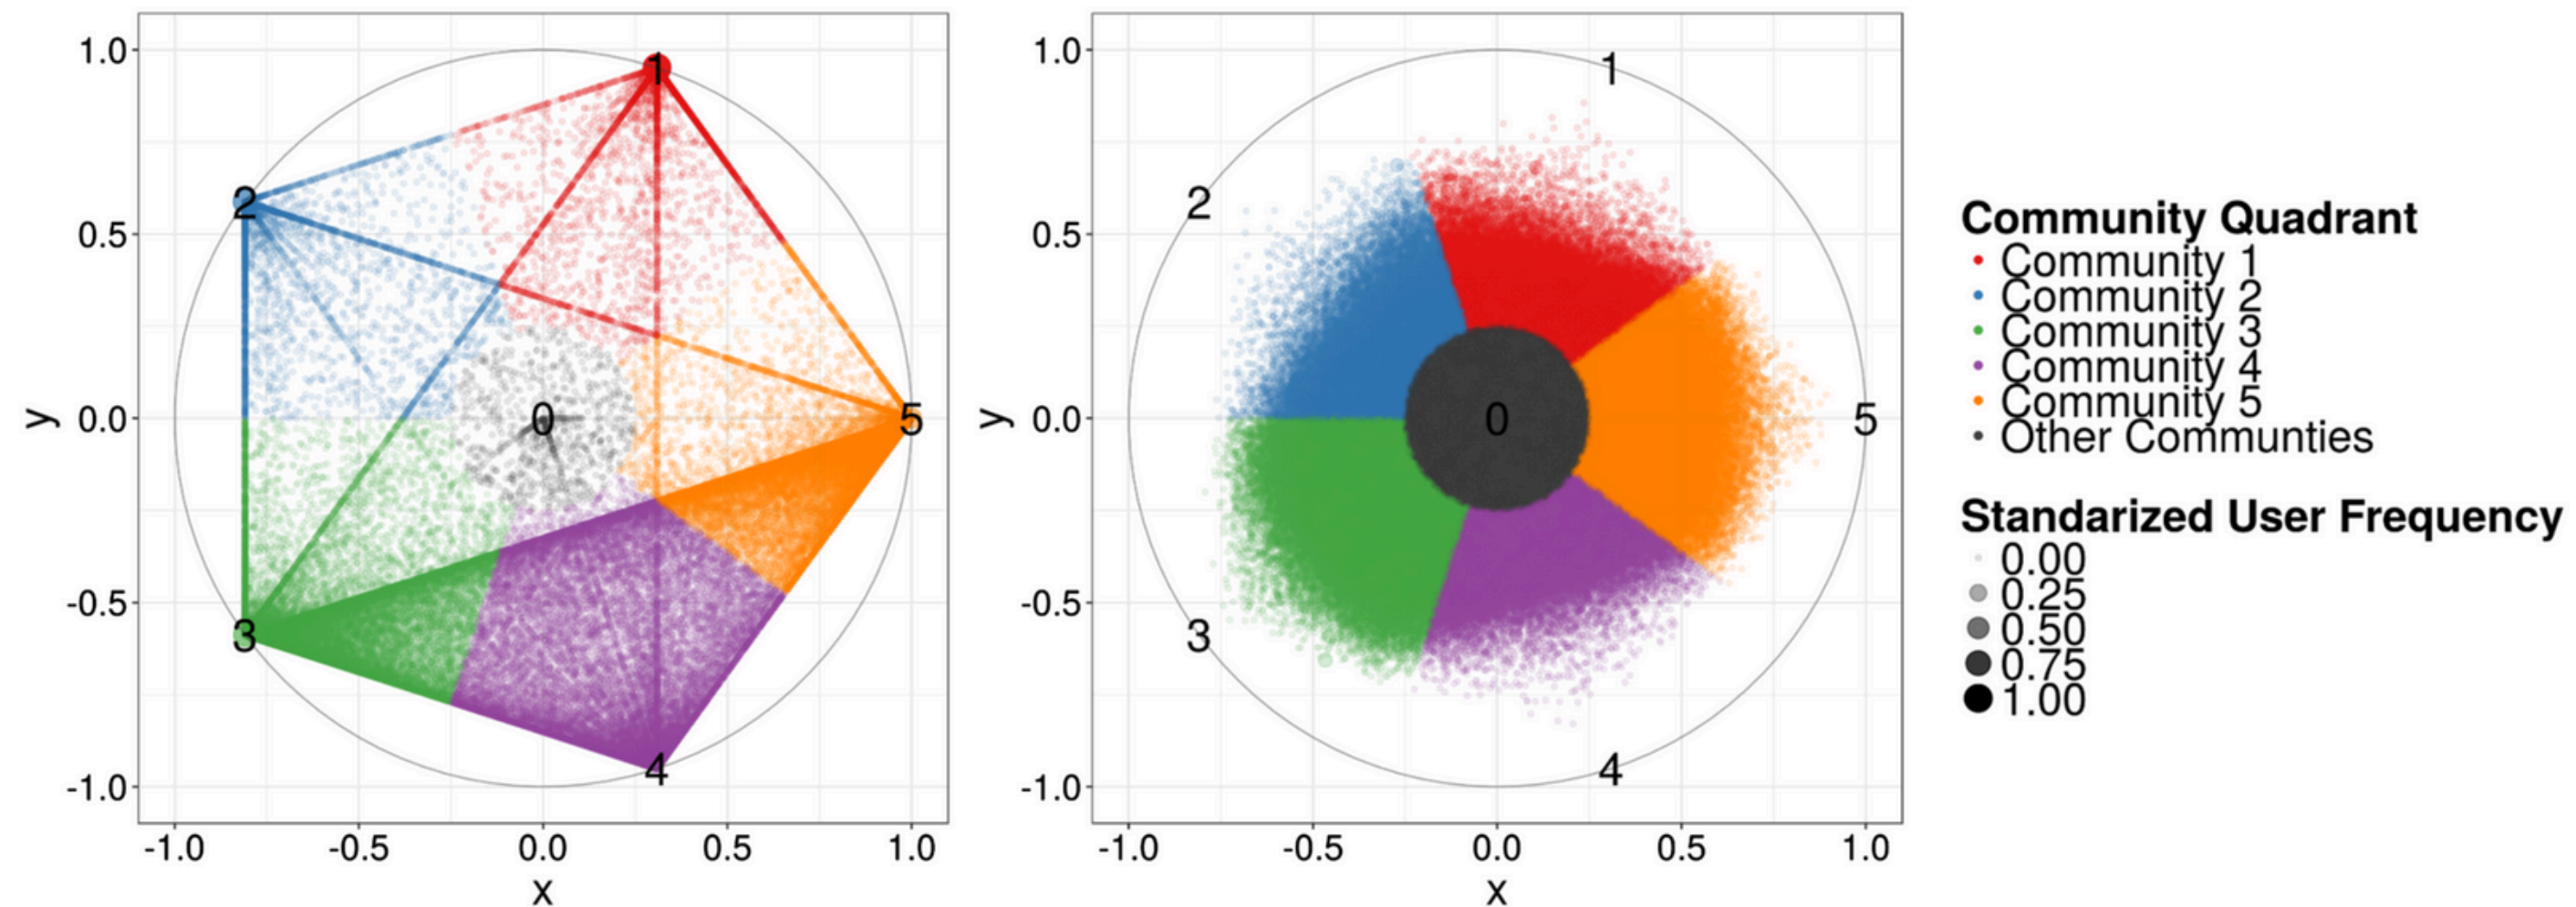 1.0
0.5
0.0
-0.5
-1.0
y
1
2
0
5
3
4
-1.0 -0.5 0.0 0.5 1.0
x
1.0
0.5
0.0
-0.5
-1.0
y
1
2
0
5
3
4
-1.0 -0.5 0.0 0.5 1.0
x
Community Quadrant
Community 1
Community 2
Community 3
Community 4
Community 5
Other Communties
Standarized User Frequency
0.00
0.25
0.50
0.75
1.00